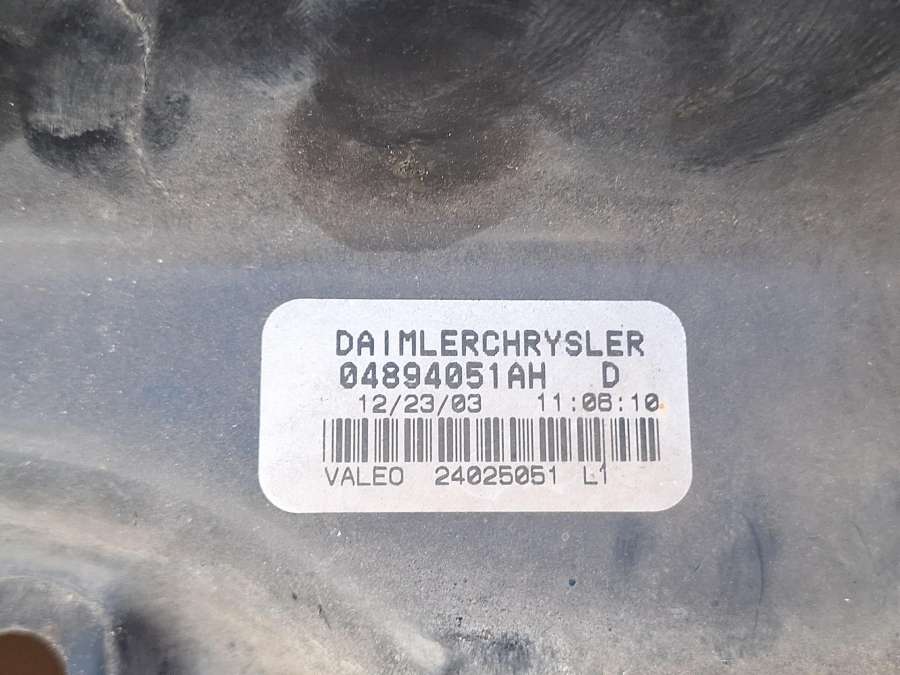 DAIMLERCHRYSLER
04894051AH D
12/23/03 11:06:10
VALEO 24025051 L1